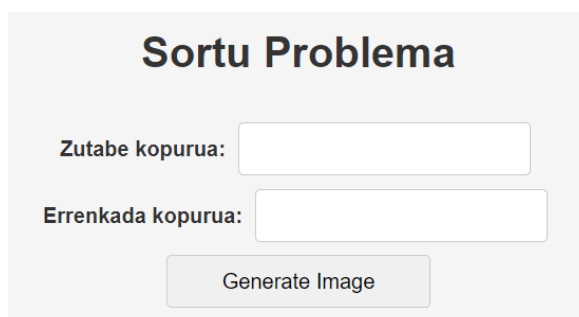 Sortu Problema
Zutabe kopurua:
Errenkada kopurua:
Generate Image